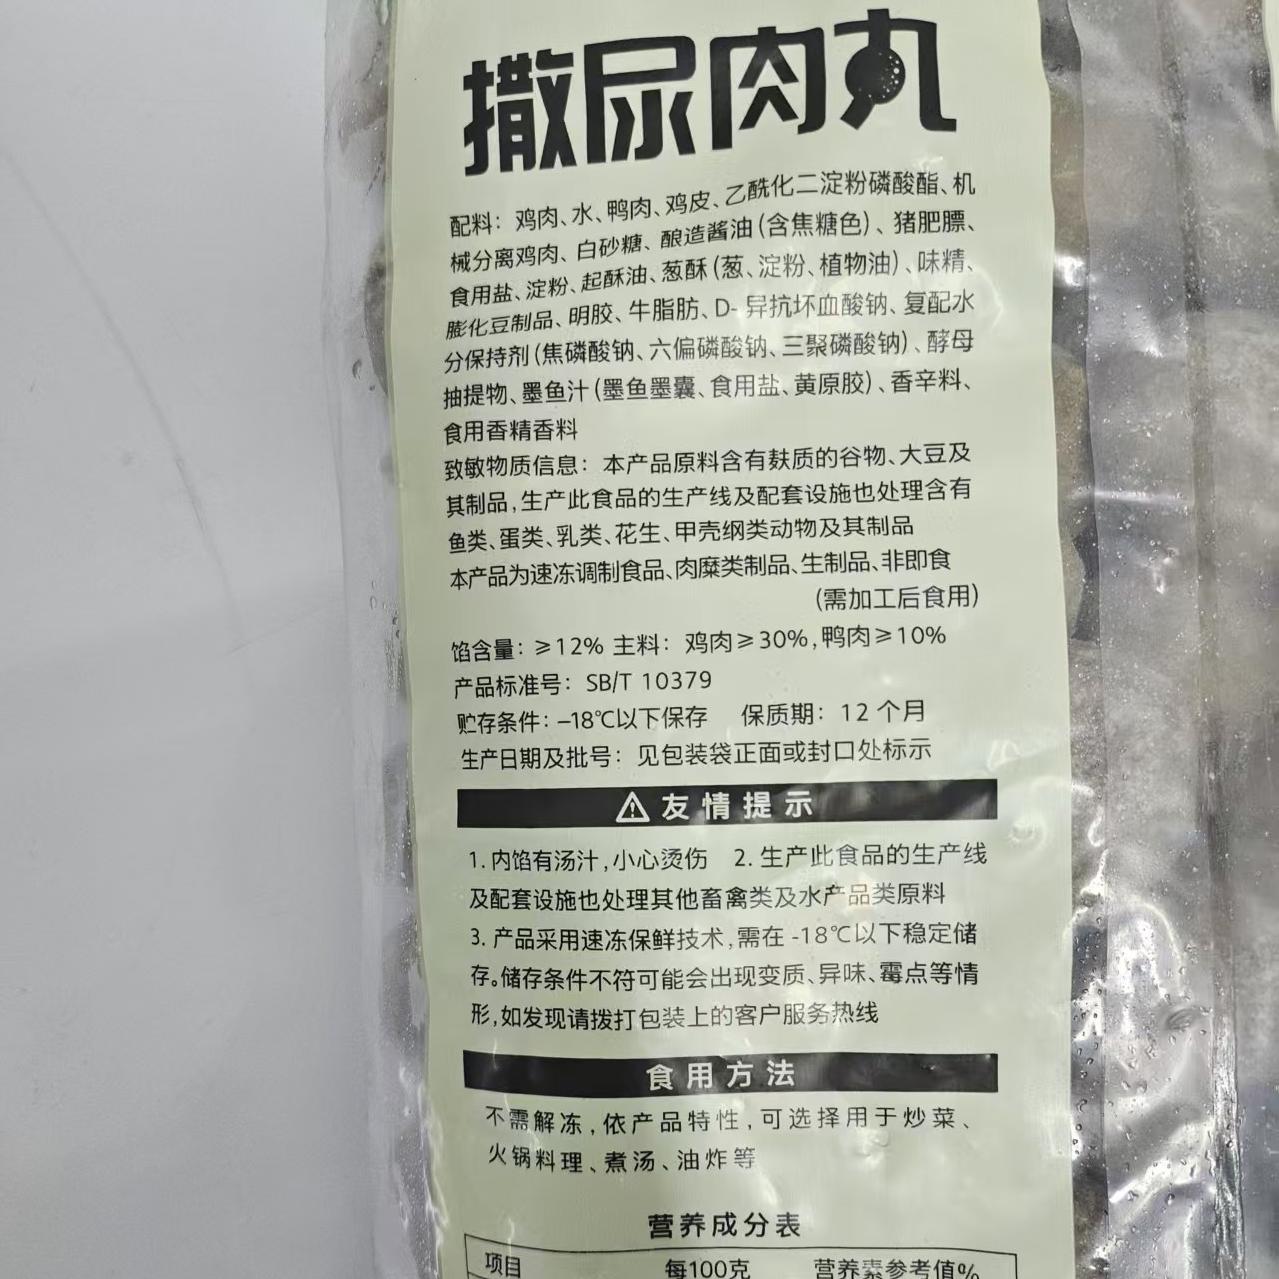 撒尿肉丸
配料：鸡肉、水、鸭肉、鸡皮、乙酰化二淀粉磷酸酯、机
械分离鸡肉、白砂糖、酿造酱油(含焦糖色)、猪肥膘、
食用盐、淀粉、起酥油、葱酥(葱、淀粉、植物油)、味精、
膨化豆制品、明胶、牛脂肪、D-异抗坏血酸钠、复配水
分保持剂(焦磷酸钠、六偏磷酸钠、三聚磷酸钠)、酵母
抽提物、墨鱼汁(墨鱼墨囊、食用盐、黄原胶)、香辛料、
食用香精香料
致敏物质信息：本产品原料含有麸质的谷物、大豆及
其制品,生产此食品的生产线及配套设施也处理含有
鱼类、蛋类、乳类、花生、甲壳纲类动物及其制品
本产品为速冻调制食品、肉糜类制品、生制品、非即食
(需加工后食用)
馅含量：≥12% 主料：鸡肉≥30%,鸭肉≥10%
产品标准号：SB/T 10379
贮存条件：-18℃以下保存 保质期：12个月
生产日期及批号：见包装袋正面或封口处标示
友情提示
1.内馅有汤汁,小心烫伤 2.生产此食品的生产线
及配套设施也处理其他畜禽类及水产品类原料
3.产品采用速冻保鲜技术,需在-18℃以下稳定储
存。储存条件不符可能会出现变质、异味、霉点等情
形,如发现请拨打包装上的客户服务热线
食用方法
不需解冻,依产品特性,可选择用于炒菜、
火锅料理、煮汤、油炸等
营养成分表
项目 每100克 营养素参考值%